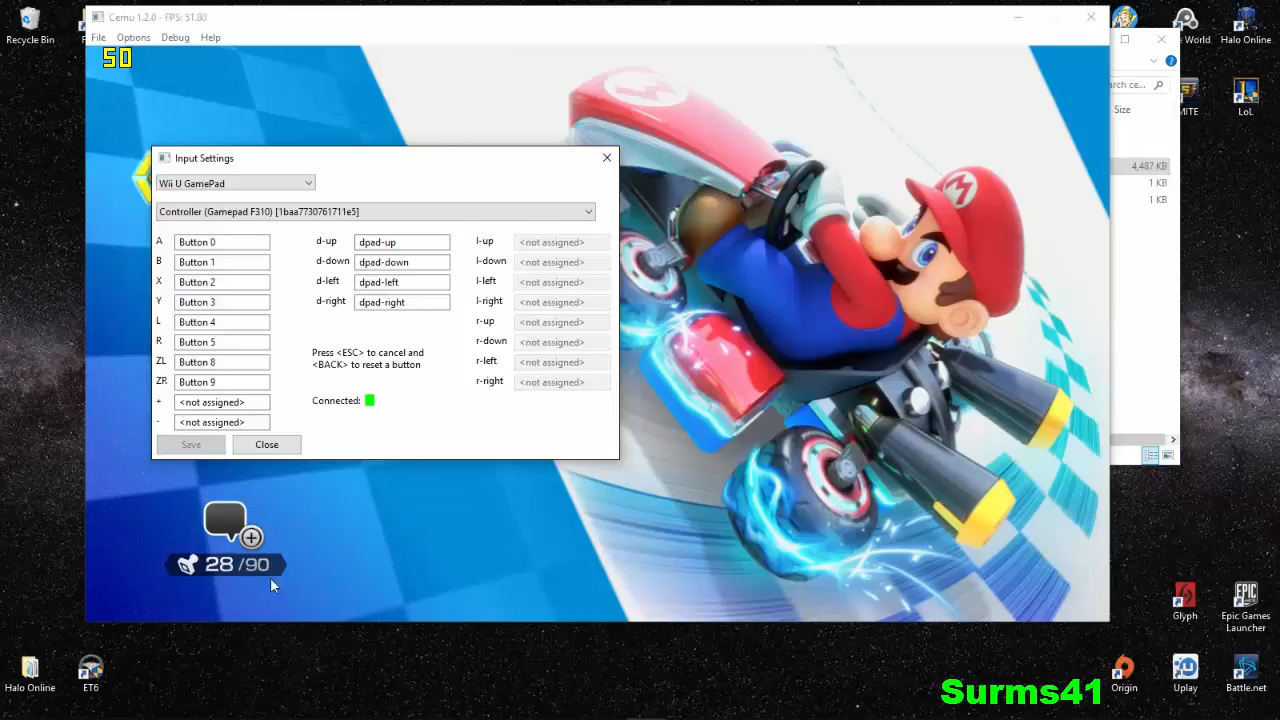 Recycle Bin
Cemu 1.2.0 - FPS: 51.80
File Options Debug Help
50
World
Halo Online
Input Settings
Wii U GamePad
Controller (Gamepad F310) [1baa7730761711e5]
A Button 0 d-up dpad-up l-up <not assigned>
B Button 1 d-down dpad-down l-down <not assigned>
X Button 2 d-left dpad-left l-left <not assigned>
Y Button 3 d-right dpad-right l-right <not assigned>
L Button 4 r-up <not assigned>
R Button 5 r-down <not assigned>
ZL Button 8 r-left <not assigned>
ZR Button 9 r-right <not assigned>
+ <not assigned>
- <not assigned>
Press <ESC> to cancel and
<BACK> to reset a button
Connected:
Save Close
M
M
28/90
arch ce...
Size
MITE
LoL
4,487 KB
1 KB
1 KB
Glyph
Epic Games
Launcher
Halo Online
ET6
Origin
Uplay
Battle.net
Surms41